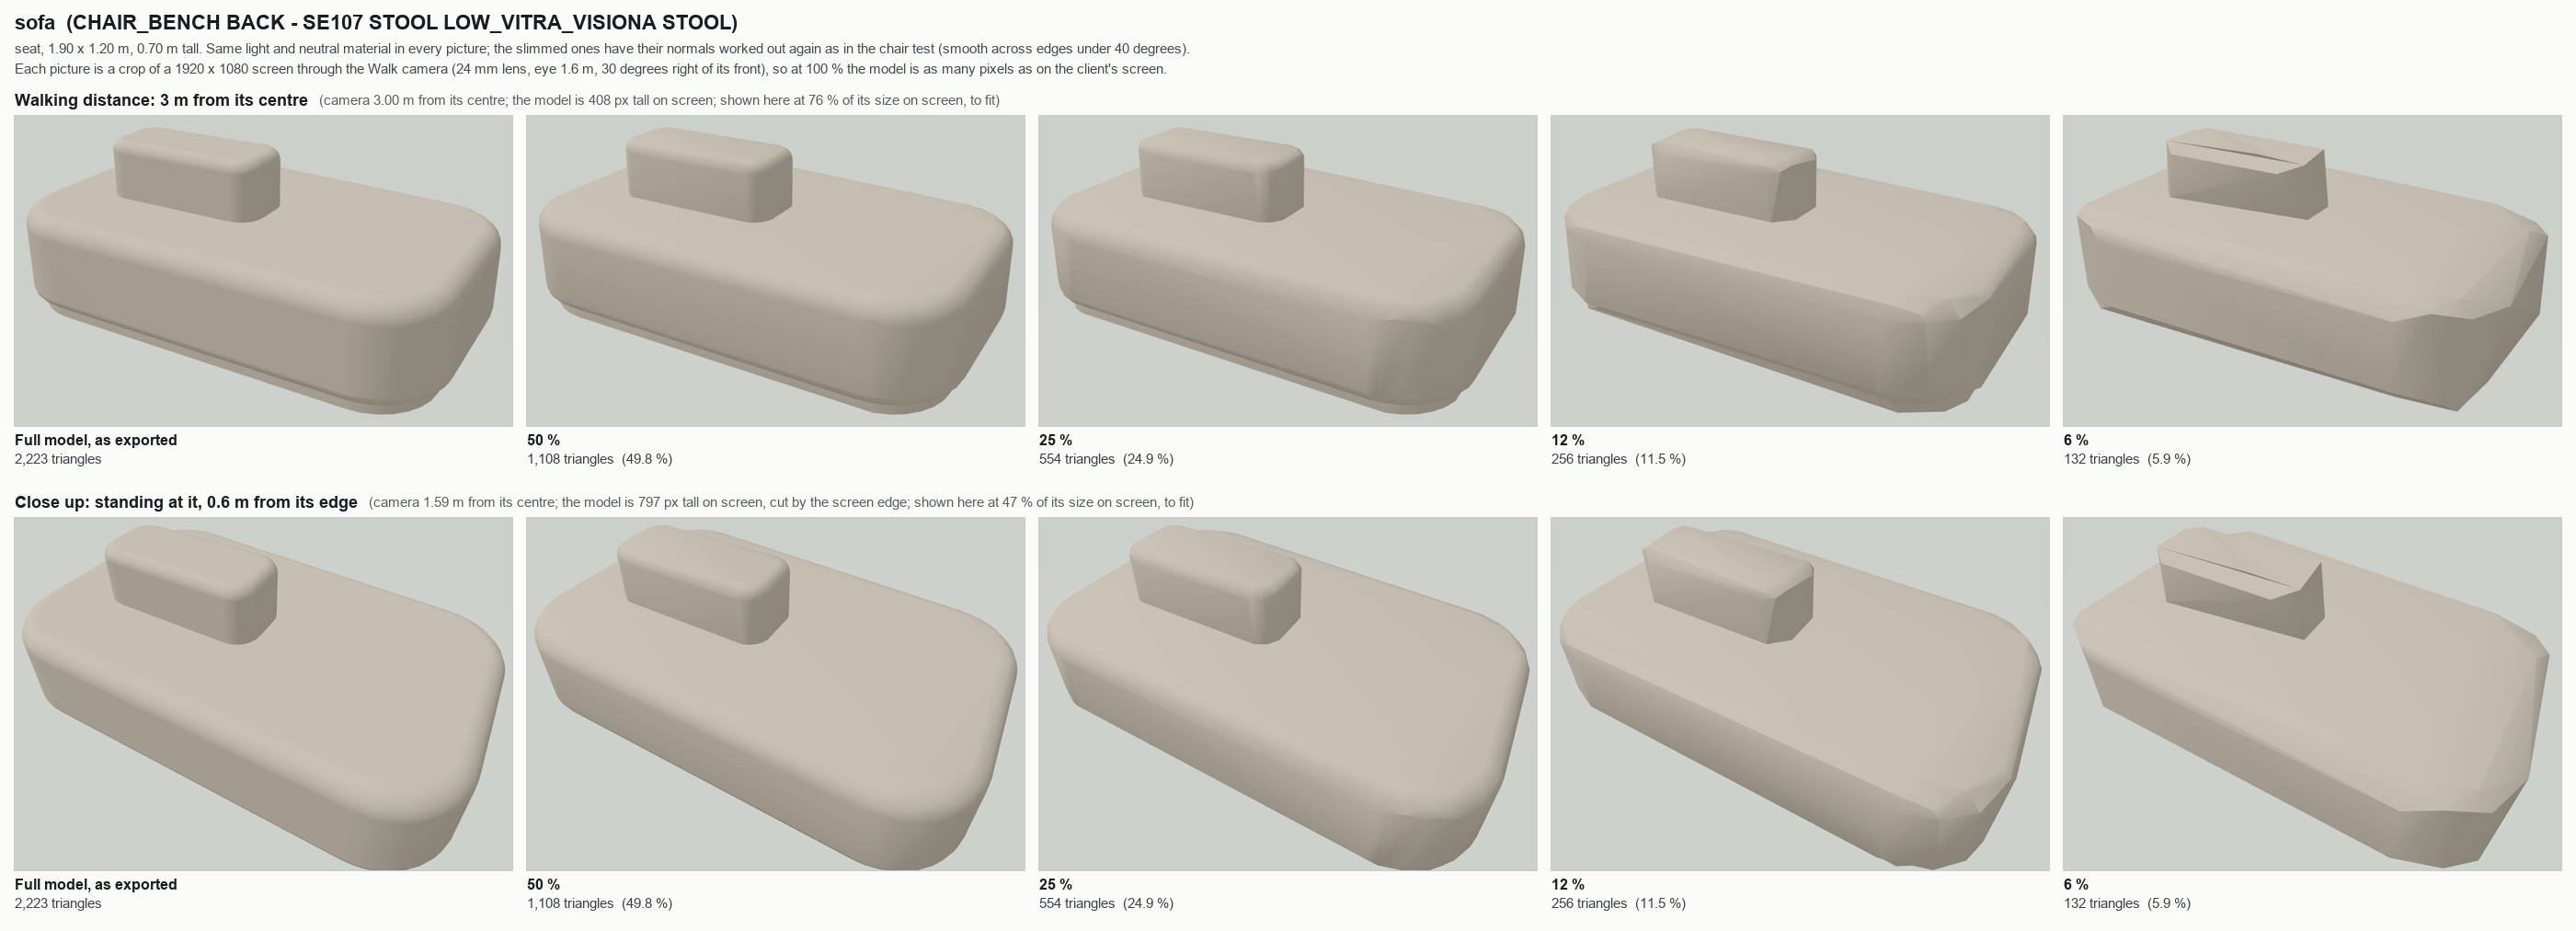 sofa (CHAIR_BENCH BACK - SE107 STOOL LOW_VITRA_VISIONA STOOL)
seat, 1.90 x 1.20 m, 0.70 m tall. Same light and neutral material in every picture; the slimmed ones have their normals worked out again as in the chair test (smooth across edges under 40 degrees).
Each picture is a crop of a 1920 x 1080 screen through the Walk camera (24 mm lens, eye 1.6 m, 30 degrees right of its front), so at 100 % the model is as many pixels as on the client's screen.
Walking distance: 3 m from its centre (camera 3.00 m from its centre; the model is 408 px tall on screen; shown here at 76 % of its size on screen, to fit)
Full model, as exported
2,223 triangles
50 %
1,108 triangles (49.8 %)
25 %
554 triangles (24.9 %)
12 %
256 triangles (11.5 %)
6 %
132 triangles (5.9 %)
Close up: standing at it, 0.6 m from its edge (camera 1.59 m from its centre; the model is 797 px tall on screen, cut by the screen edge; shown here at 47 % of its size on screen, to fit)
Full model, as exported
2,223 triangles
50 %
1,108 triangles (49.8 %)
25 %
554 triangles (24.9 %)
12 %
256 triangles (11.5 %)
6 %
132 triangles (5.9 %)